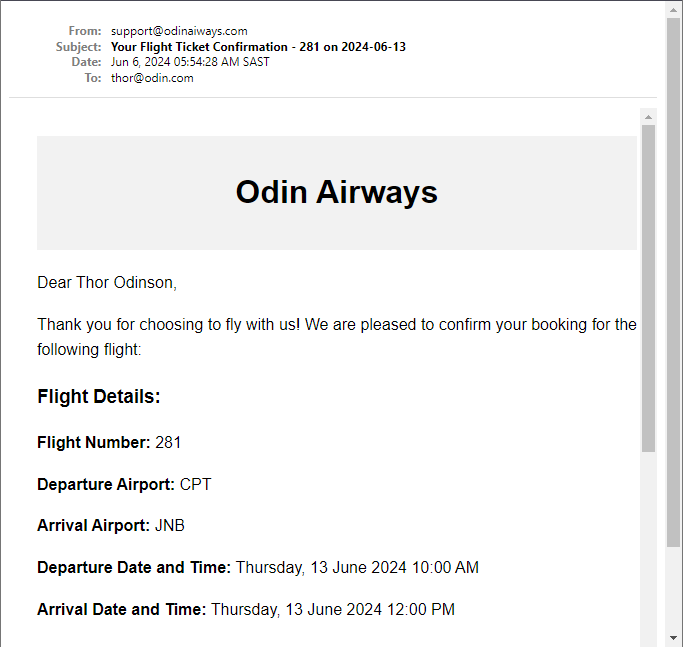 From: support@odinaiways.com
Subject: Your Flight Ticket Confirmation - 281 on 2024-06-13
Date: Jun 6, 2024 05:54:28 AM SAST
To: thor@odin.com
Odin Airways
Dear Thor Odinson,
Thank you for choosing to fly with us! We are pleased to confirm your booking for the
following flight:
Flight Details:
Flight Number: 281
Departure Airport: CPT
Arrival Airport: JNB
Departure Date and Time: Thursday, 13 June 2024 10:00 AM
Arrival Date and Time: Thursday, 13 June 2024 12:00 PM